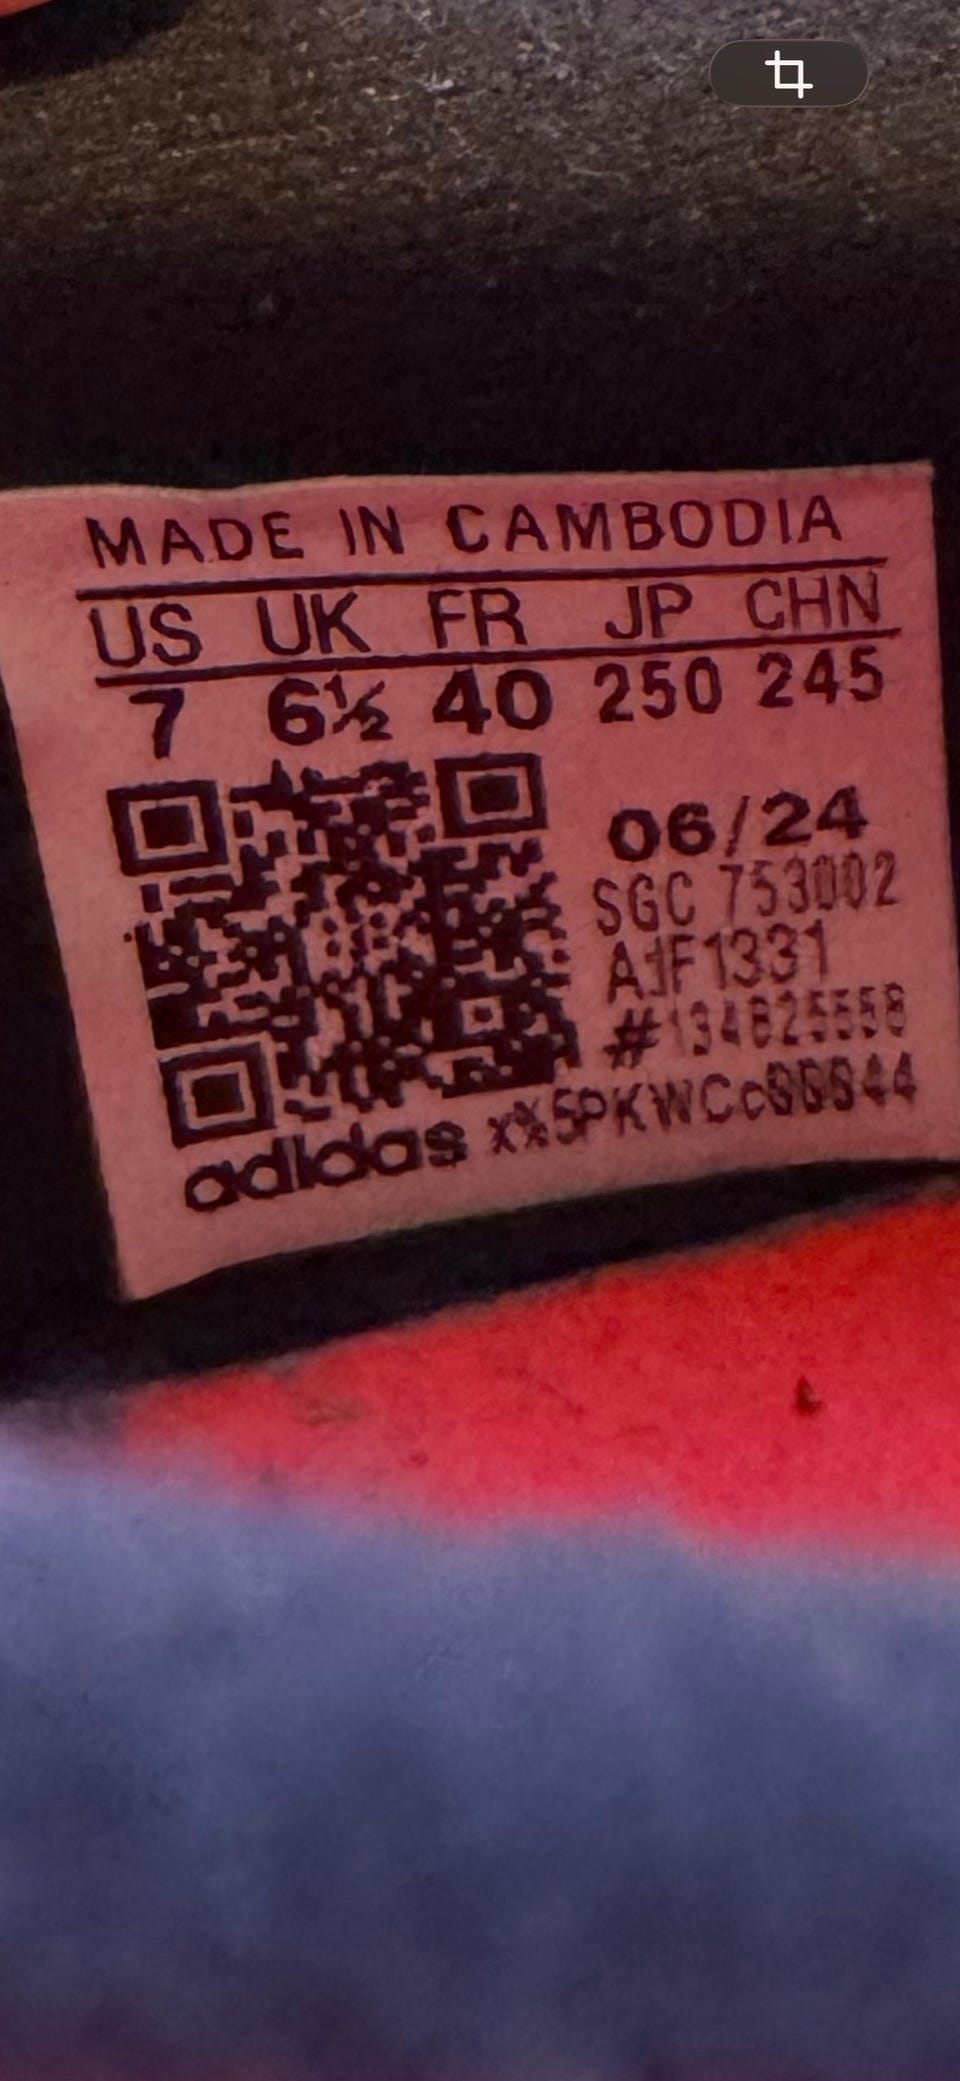 MADE IN CAMBODIA
US UK FR JP CHN
7 6½ 40 250 245
06/24
SGC 753002
A1F1331
adidas